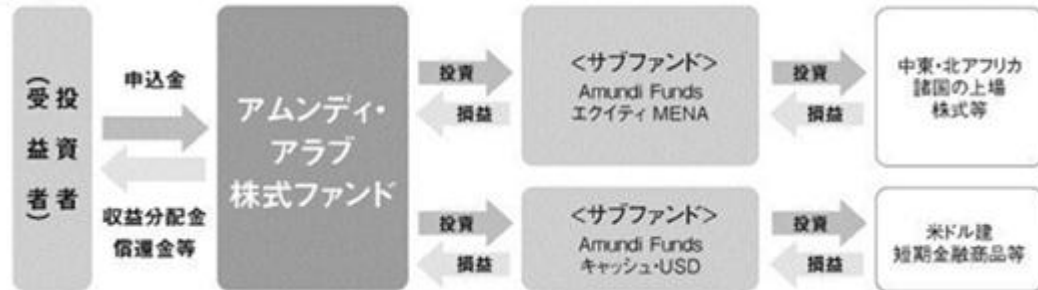 投資者
(受益者)
申込金
収益分配金
償還金等
アムンディ・
アラブ
株式ファンド
投資
損益
<サブファンド>
Amundi Funds
エクイティ MENA
投資
損益
中東・北アフリカ
諸国の上場
株式等
投資
損益
<サブファンド>
Amundi Funds
キャッシュ・USD
投資
損益
米ドル建
短期金融商品等